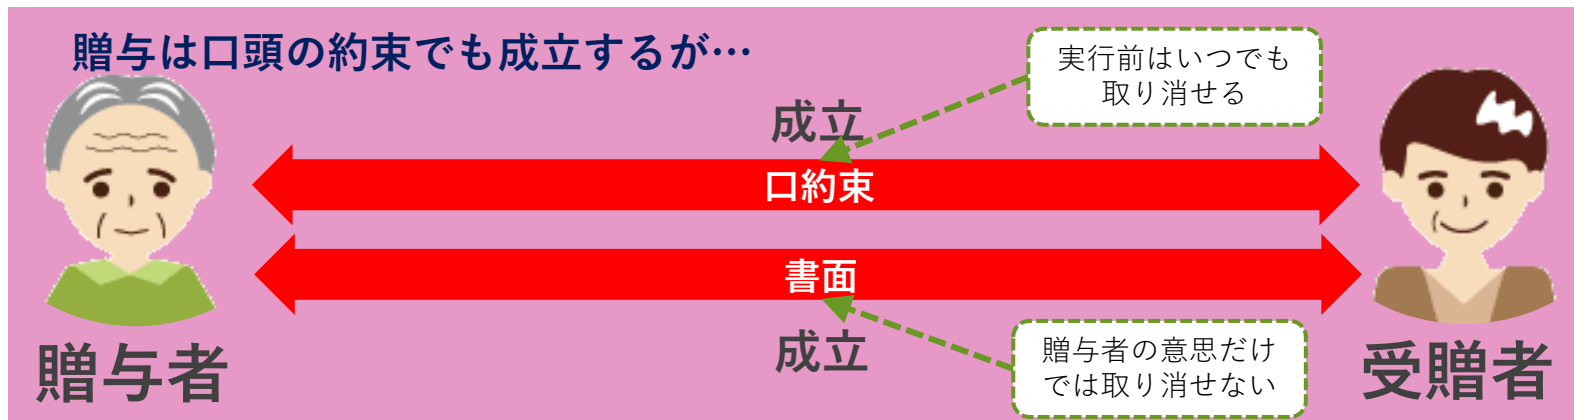 贈与は口頭の約束でも成立するが…
実行前はいつでも
取り消せる
成立
口約束
書面
成立
贈与者の意思だけ
では取り消せない
贈与者
受贈者